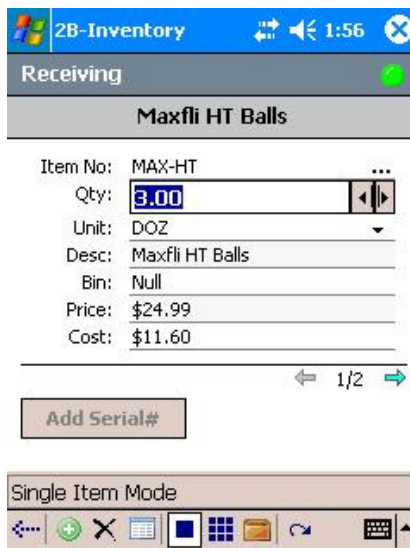 2B-Inventory 1:56
Receiving
Maxfli HT Balls
Item No: MAX-HT ...
Qty: 3.00
Unit: DOZ
Desc: Maxfli HT Balls
Bin: Null
Price: $24.99
Cost: $11.60
1/2
Add Serial#
Single Item Mode